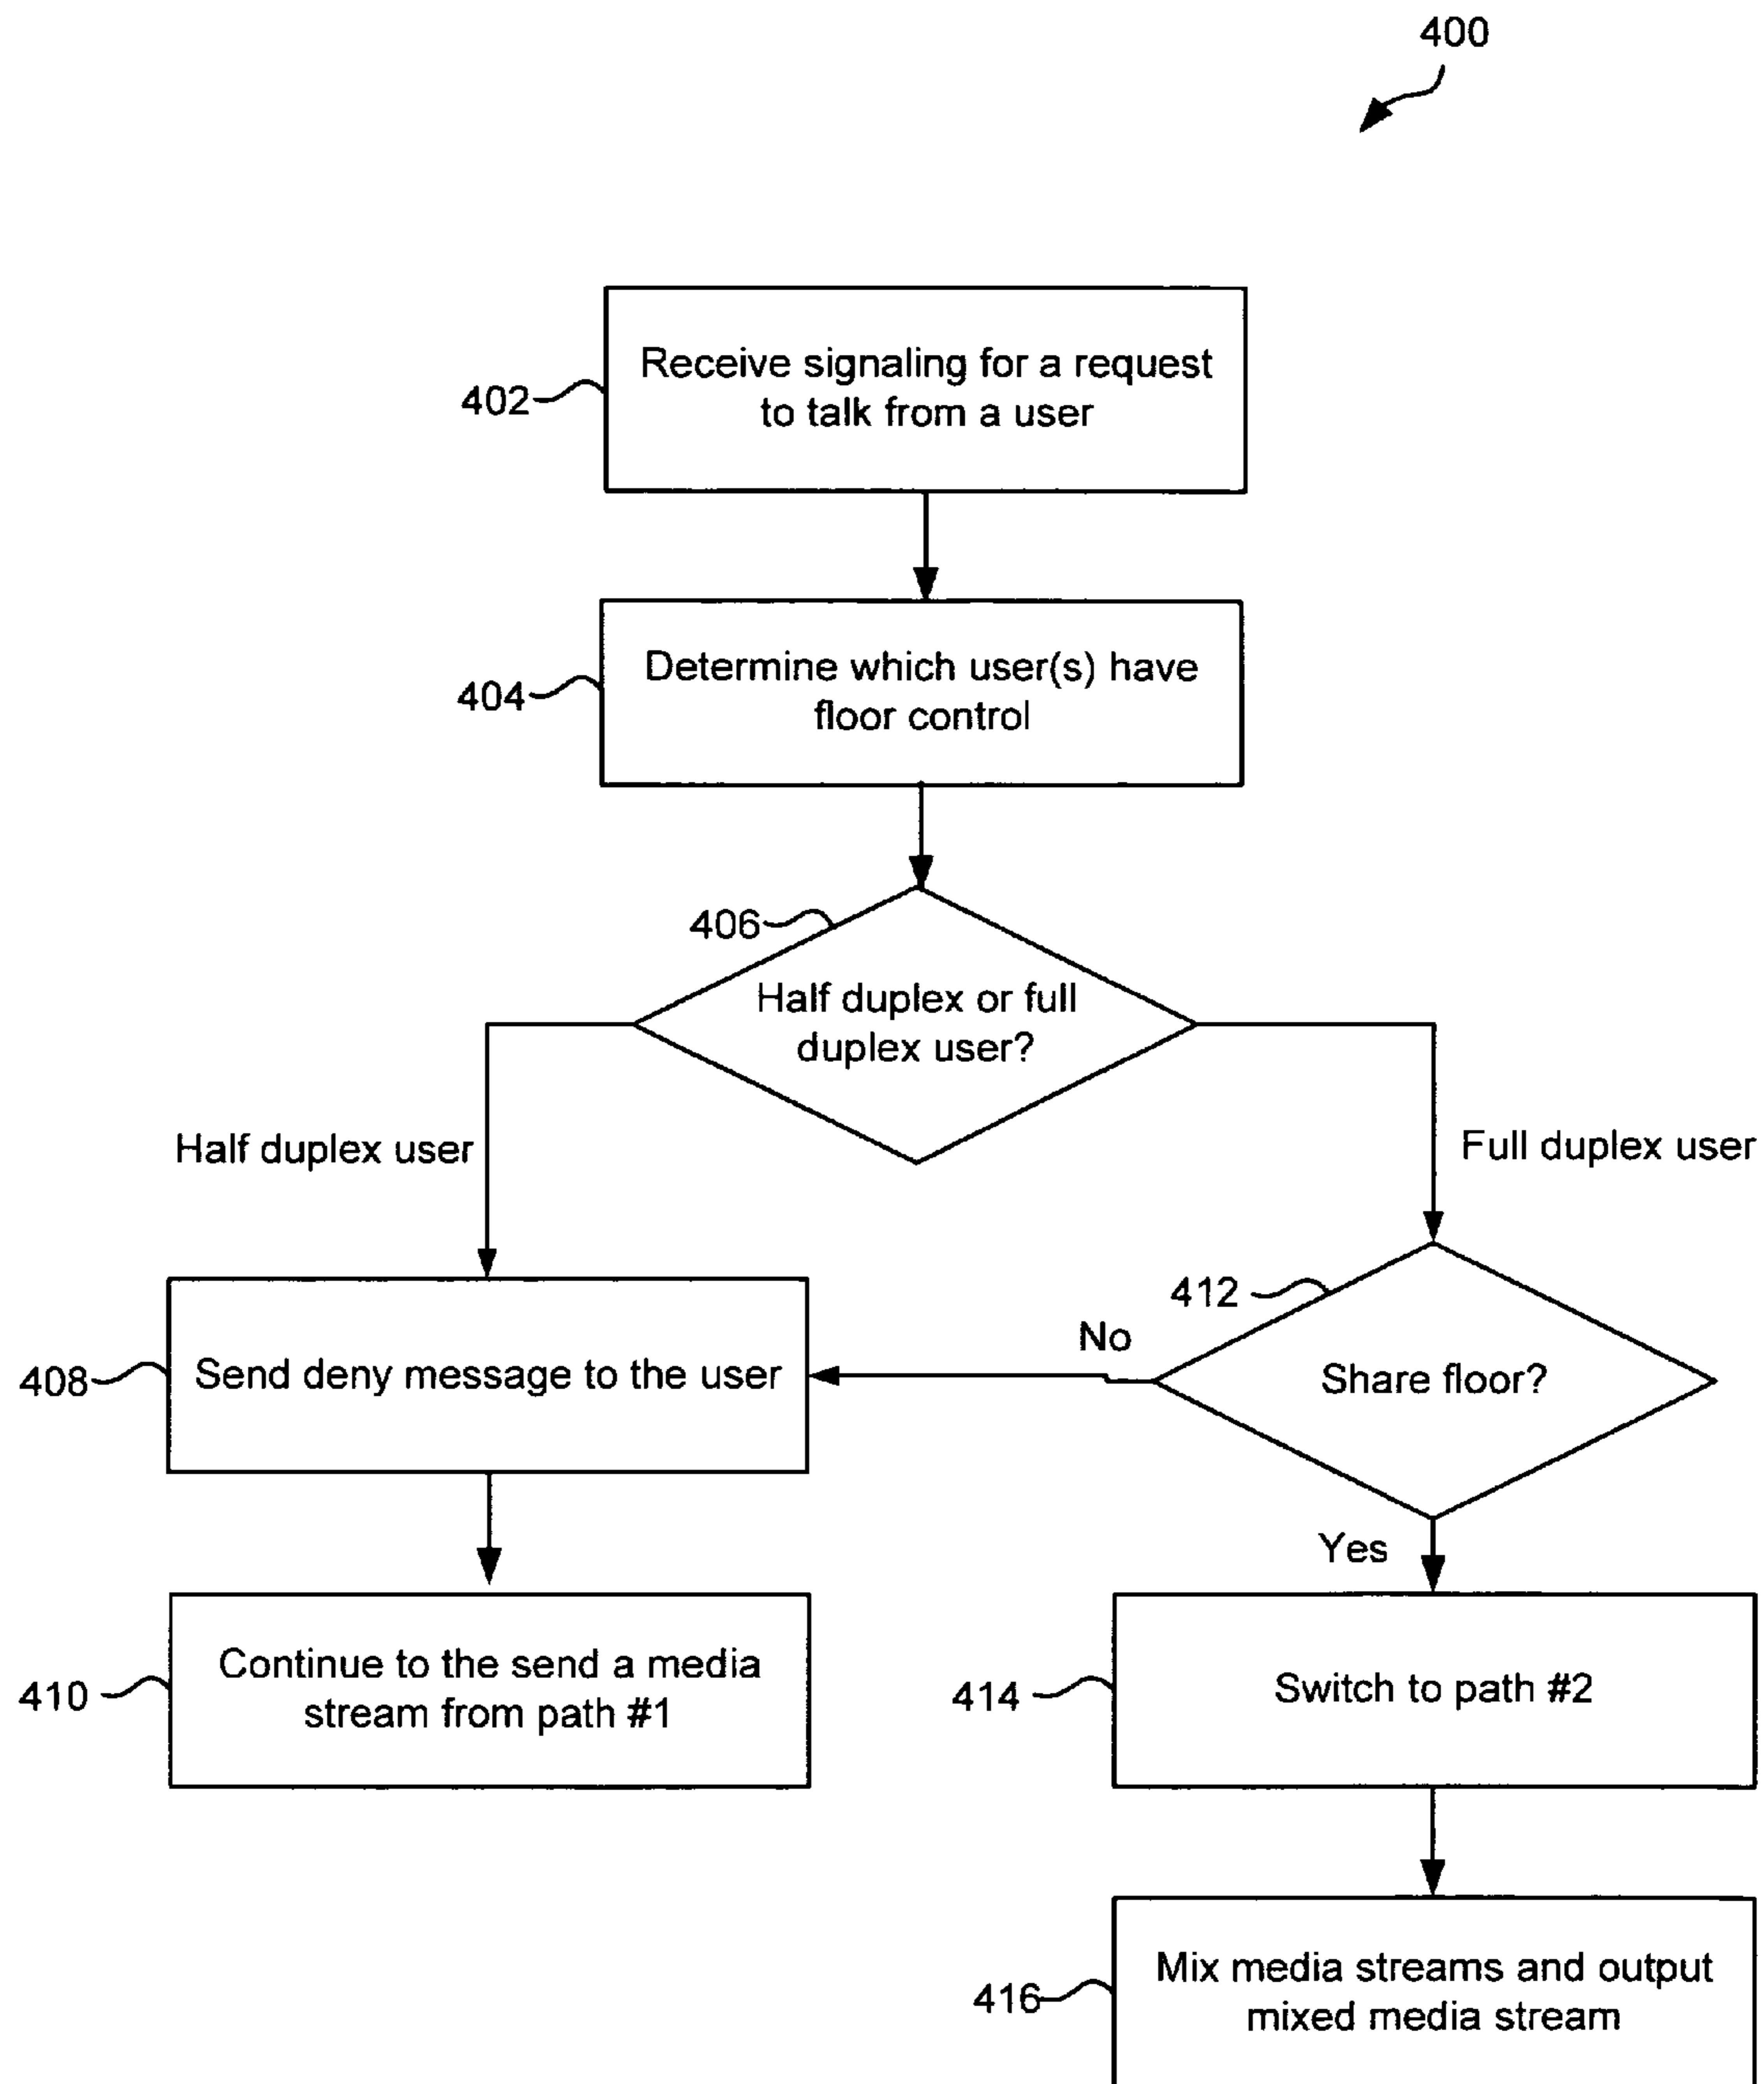 400
402
Receive signaling for a request
to talk from a user
404
Determine which user(s) have
floor control
406
Half duplex or full
duplex user?
Half duplex user
Full duplex user
408
Send deny message to the user
No
412
Share floor?
Yes
410
Continue to the send a media
stream from path #1
414
Switch to path #2
416
Mix media streams and output
mixed media stream